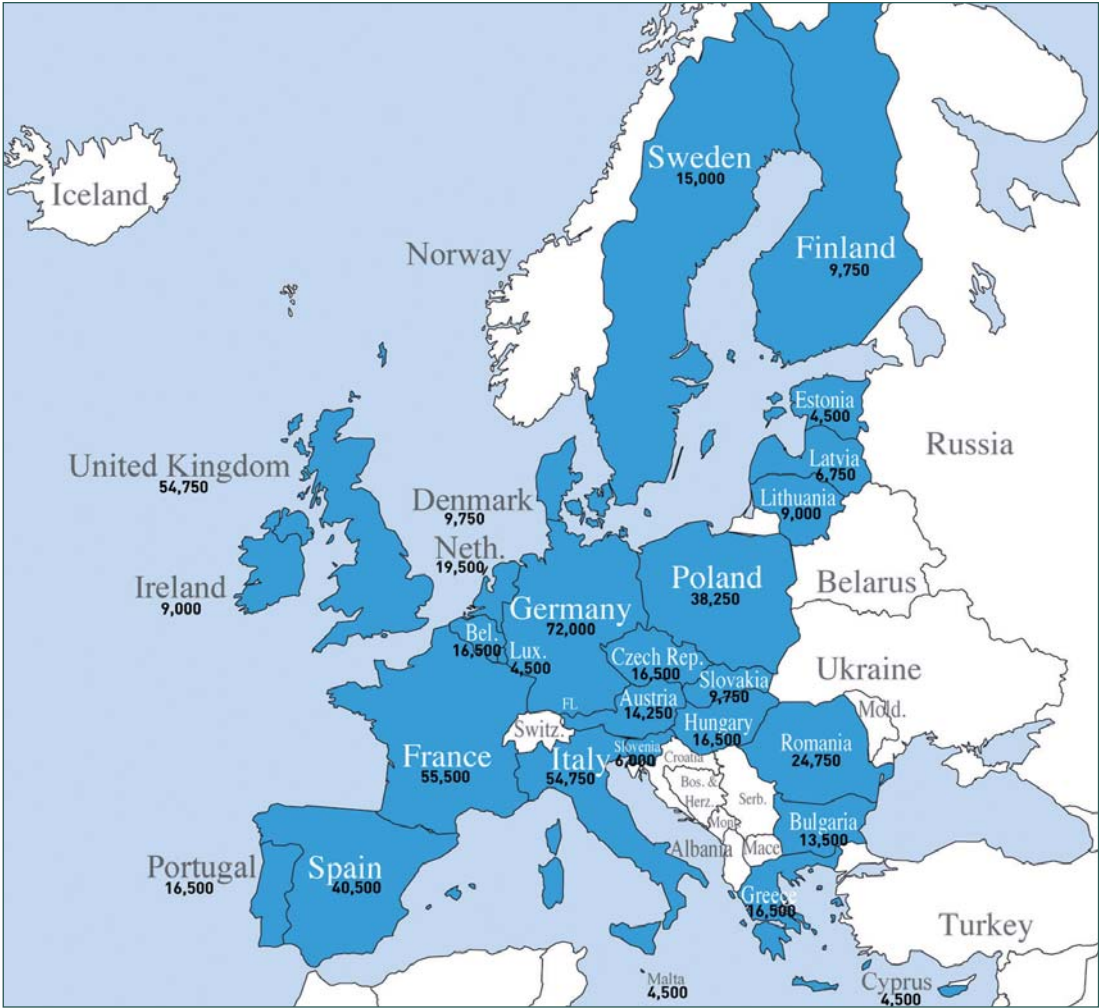 Iceland
Sweden
15,000
Norway
Finland
9,750
Estonia
4,500
Russia
United Kingdom
54,750
Latvia
6,750
Denmark
9,750
Lithuania
9,000
Neth.
19,500
Ireland
9,000
Poland
38,250
Belarus
Germany
72,000
Bel.
16,500
Lux.
4,500
Czech Rep.
16,500
Ukraine
Slovakia
9,750
FL
Austria
14,250
Mold.
Hungary
16,500
Switz.
Romania
24,750
France
55,500
Italy
54,750
Slovenia
6,000
Croatia
Bos. &
Herz.
Serb.
Mont.
Bulgaria
13,500
Albania
Mace
Portugal
16,500
Spain
40,500
Greece
16,500
Turkey
Malta
4,500
Cyprus
4,500